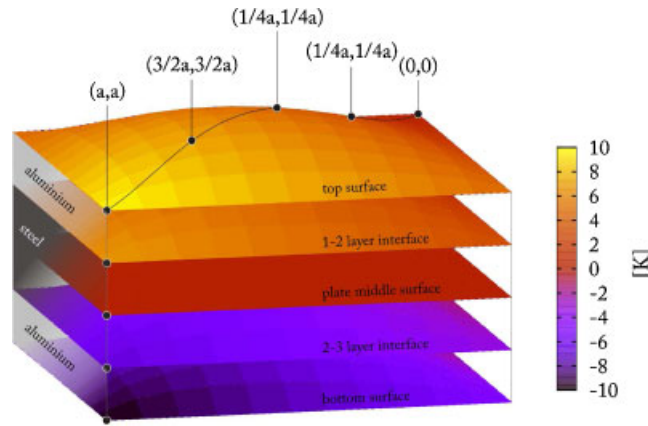 (1/4a,1/4a)
(3/2a,3/2a)
(1/4a,1/4a)
(0,0)
(a,a)
aluminium
steel
aluminium
top surface
1-2 layer interface
plate middle surface
2-3 layer interface
bottom surface
10
8
6
4
2
0
-2
-4
-6
-8
-10
[K]